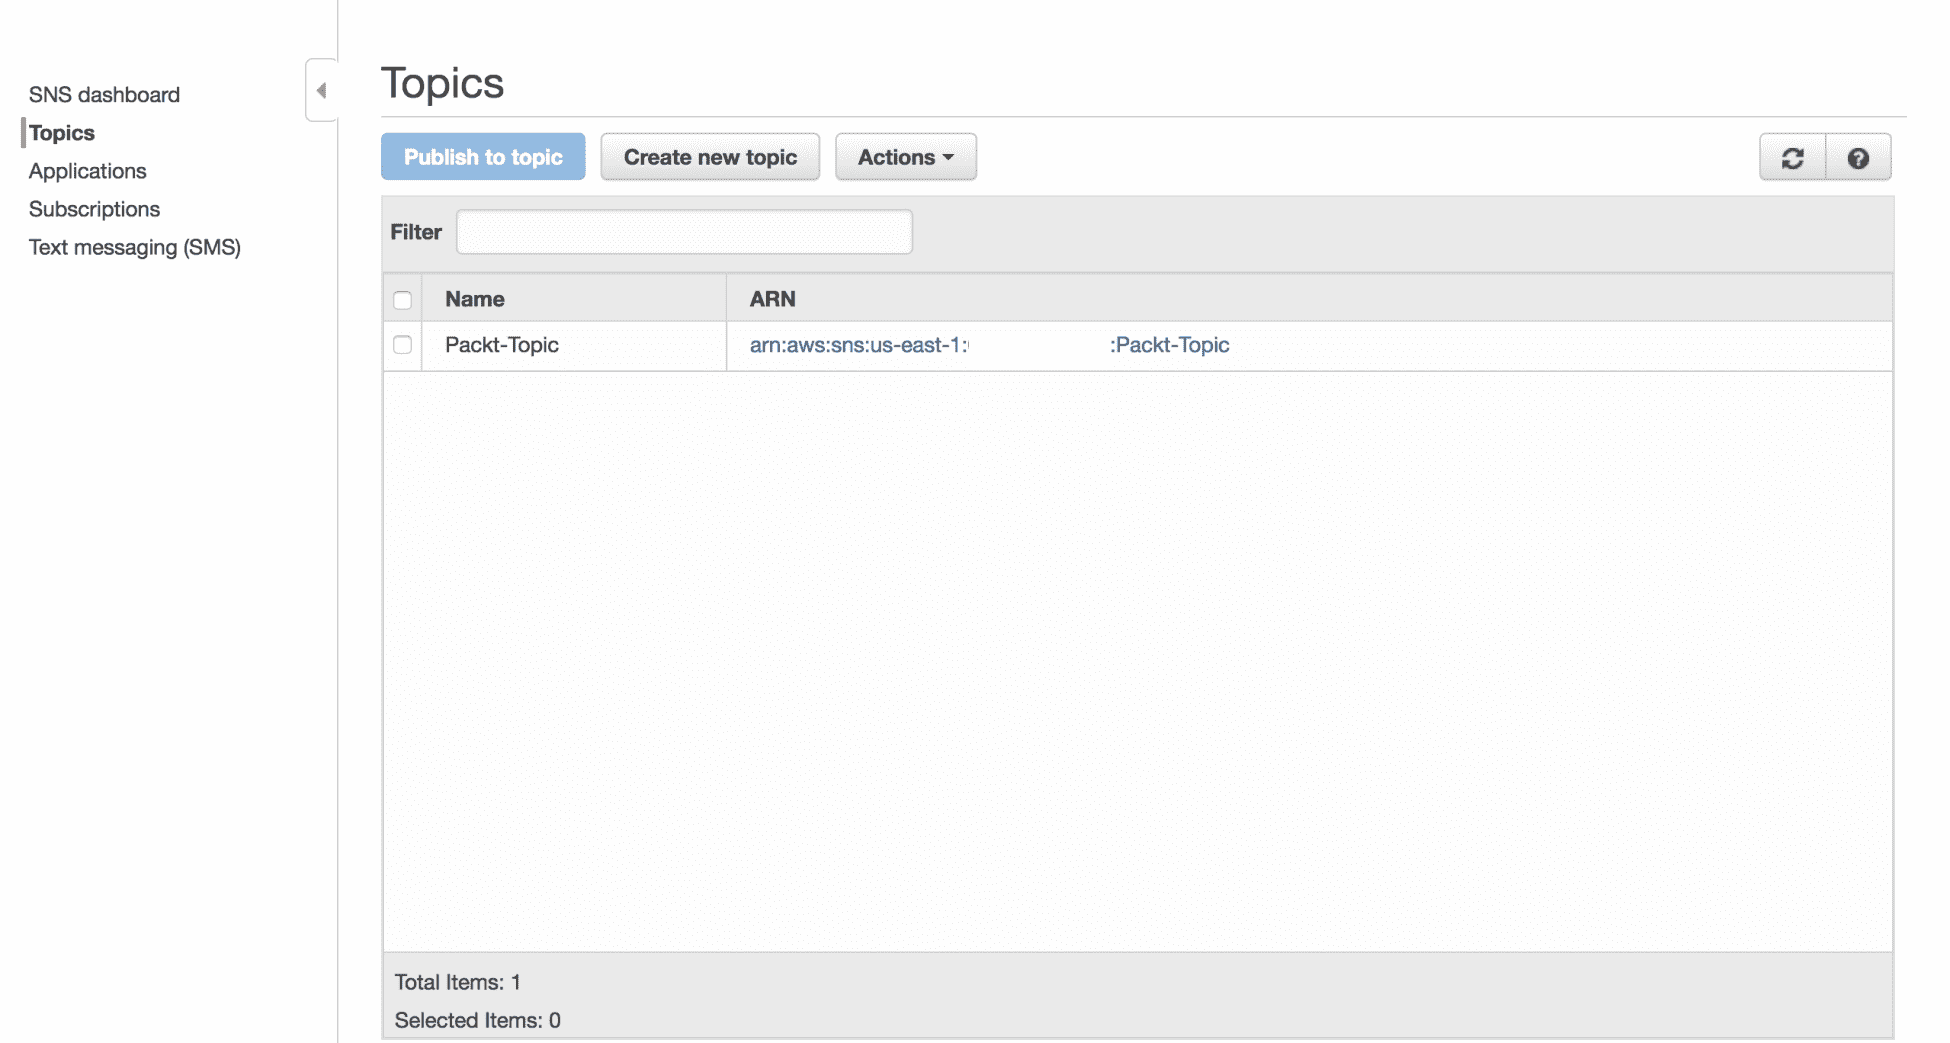 SNS dashboard
Topics
Applications
Subscriptions
Text messaging (SMS)
Topics
Publish to topic
Create new topic
Actions
Filter
Name
ARN
Packt-Topic
arn:aws:sns:us-east-1: :Packt-Topic
Total Items: 1
Selected Items: 0